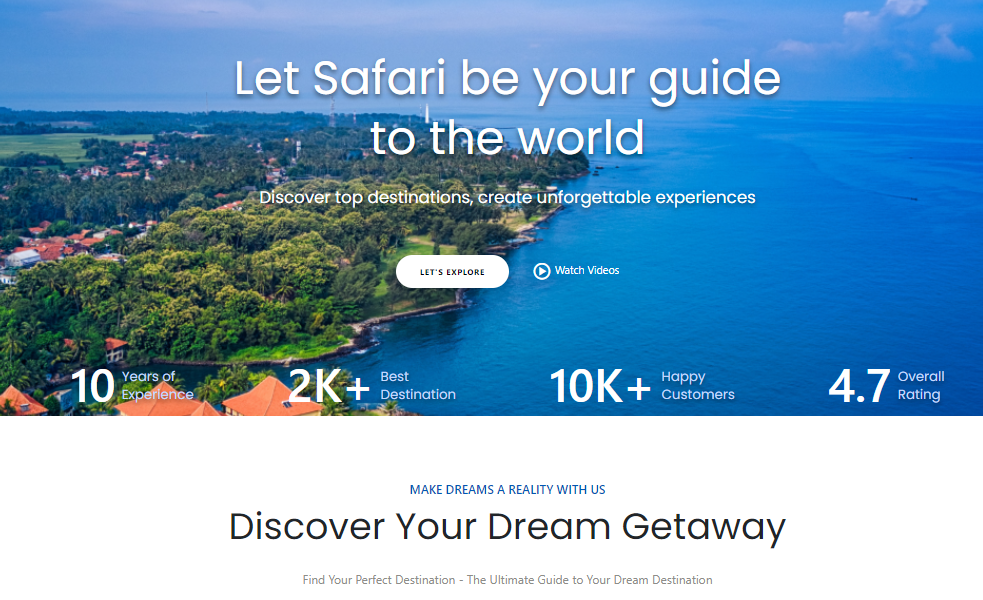 Let Safari be your guide
to the world
Discover top destinations, create unforgettable experiences
LET'S EXPLORE
Watch Videos
10 Years of
Experience
2K+ Best
Destination
10K+ Happy
Customers
4.7 Overall
Rating
MAKE DREAMS A REALITY WITH US
Discover Your Dream Getaway
Find Your Perfect Destination - The Ultimate Guide to Your Dream Destination